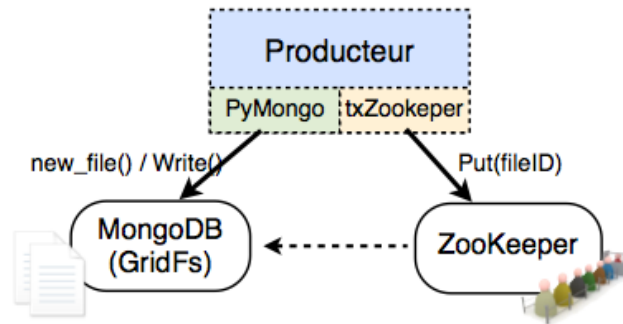 Producteur
PyMongo
txZookeper
new_file() / Write()
Put(fileID)
MongoDB
(GridFs)
ZooKeeper